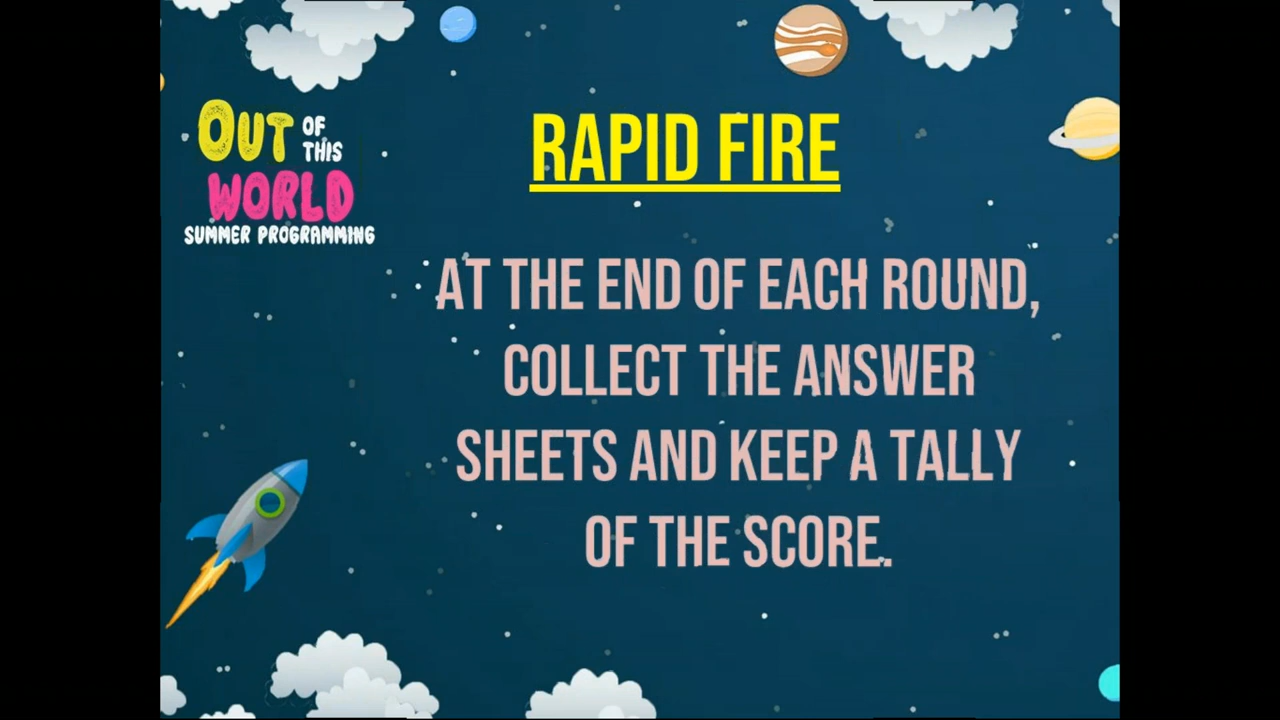 OUT OF THIS
WORLD
SUMMER PROGRAMMING
RAPID FIRE
AT THE END OF EACH ROUND,
COLLECT THE ANSWER
SHEETS AND KEEP A TALLY
OF THE SCORE.